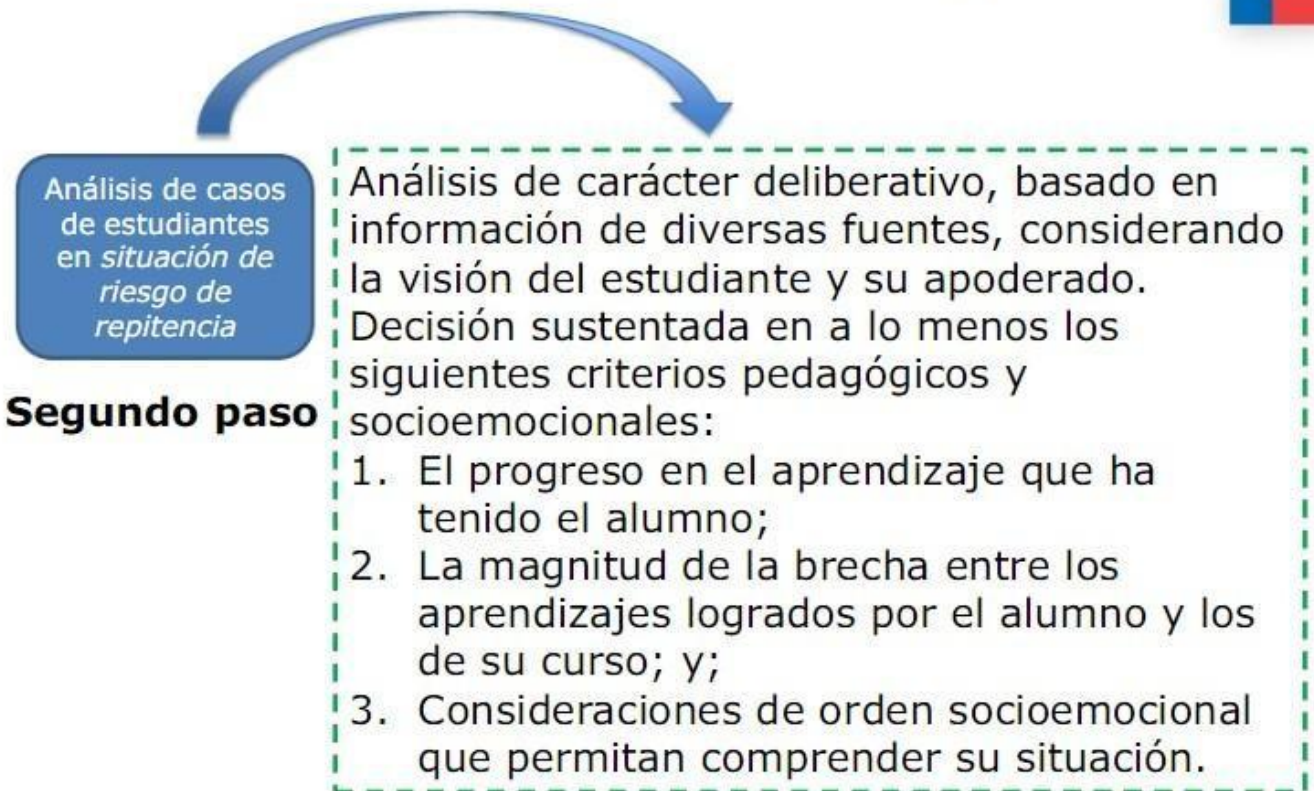 Análisis de casos
de estudiantes
en situación de
riesgo de
repitencia
Segundo paso
Análisis de carácter deliberativo, basado en
información de diversas fuentes, considerando
la visión del estudiante y su apoderado.
Decisión sustentada en a lo menos los
siguientes criterios pedagógicos y
socioemocionales:
1. El progreso en el aprendizaje que ha
tenido el alumno;
2. La magnitud de la brecha entre los
aprendizajes logrados por el alumno y los
de su curso; y;
3. Consideraciones de orden socioemocional
que permitan comprender su situación.